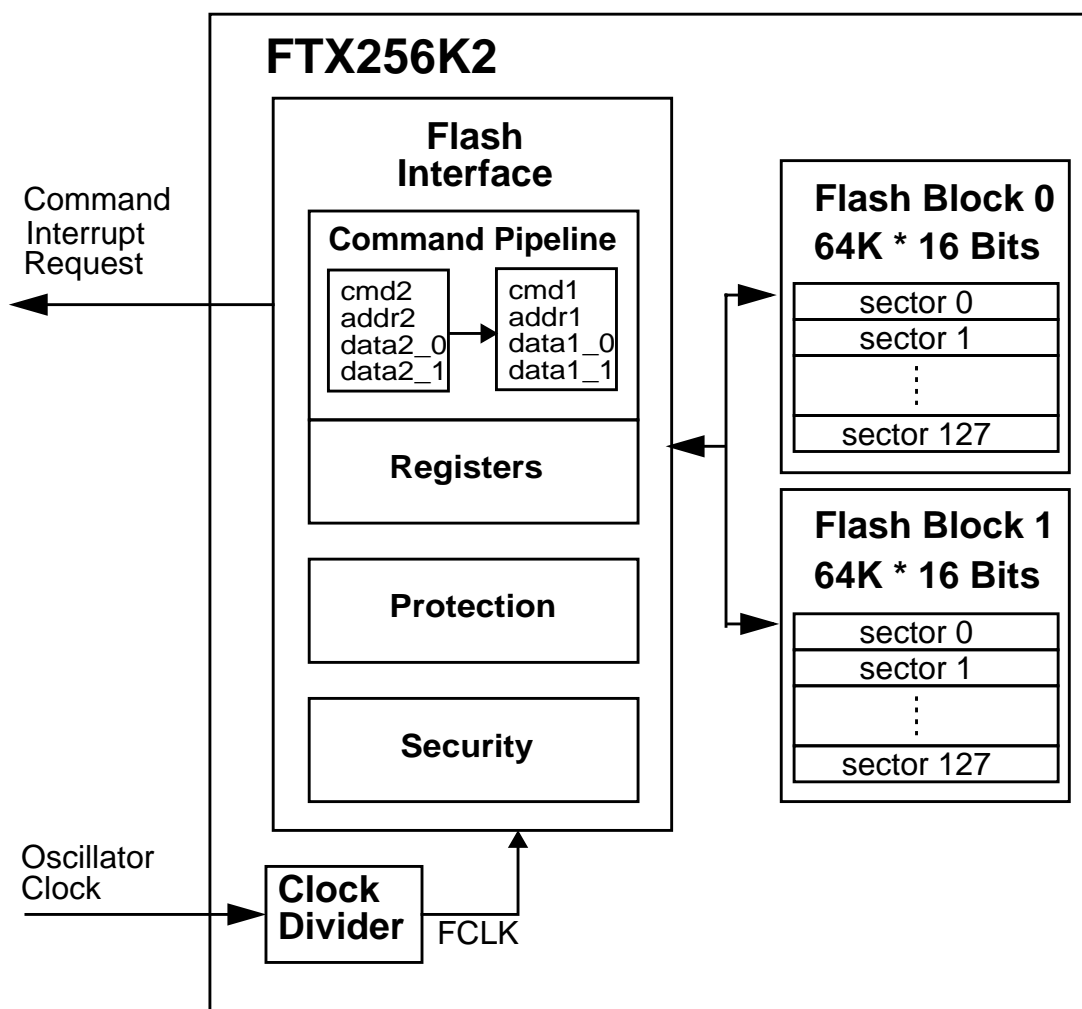 FTX256K2
Flash
Interface
Command
Interrupt
Request
Command Pipeline
cmd2
addr2
data2_0
data2_1
cmd1
addr1
data1_0
data1_1
Registers
Protection
Security
Flash Block 0
64K * 16 Bits
sector 0
sector 1
sector 127
Flash Block 1
64K * 16 Bits
sector 0
sector 1
sector 127
Oscillator
Clock
Clock
Divider
FCLK